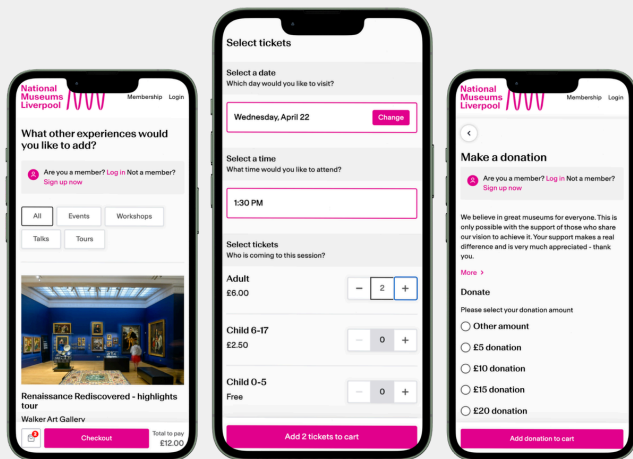 National
Museums
Liverpool
Membership Login
What other experiences would
you like to add?
Are you a member? Log in Not a member?
Sign up now
All
Events
Workshops
Talks
Tours
Renaissance Rediscovered - highlights
tour
Walker Art Gallery
Checkout
Total to pay
£12.00
Select tickets
Select a date
Which day would you like to visit?
Wednesday, April 22
Change
Select a time
What time would you like to attend?
1:30 PM
Select tickets
Who is coming to this session?
Adult
£6.00
− 2 +
Child 6-17
£2.50
− 0 +
Child 0-5
Free
− 0 +
Add 2 tickets to cart
National
Museums
Liverpool
Membership Login
Make a donation
Are you a member? Log in Not a member?
Sign up now
We believe in great museums for everyone. This is
only possible with the support of those who share
our vision to achieve it. Your support makes a real
difference and is very much appreciated - thank
you.
More >
Donate
Please select your donation amount
Other amount
£5 donation
£10 donation
£15 donation
£20 donation
Add donation to cart